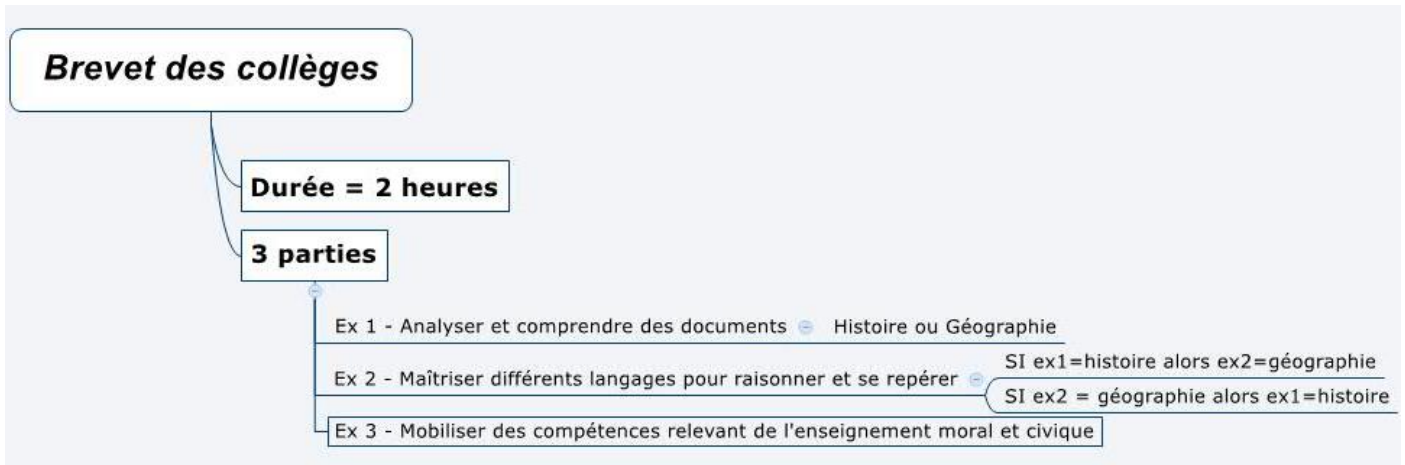 Brevet des collèges
Durée = 2 heures
3 parties
Ex 1 - Analyser et comprendre des documents
Histoire ou Géographie
Ex 2 - Maîtriser différents langages pour raisonner et se repérer
SI ex1=histoire alors ex2=géographie
SI ex2 = géographie alors ex1=histoire
Ex 3 - Mobiliser des compétences relevant de l'enseignement moral et civique